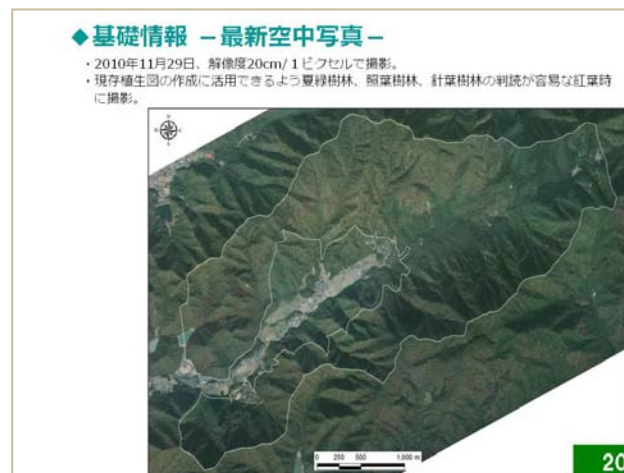 ◆基礎情報 －最新空中写真－
・2010年11月29日、解像度20cm/１ピクセルで撮影。
・現存植生図の作成に活用できるよう夏緑樹林、照葉樹林、針葉樹林の判読が容易な紅葉時
に撮影。
0 250 500 1,000 m
20